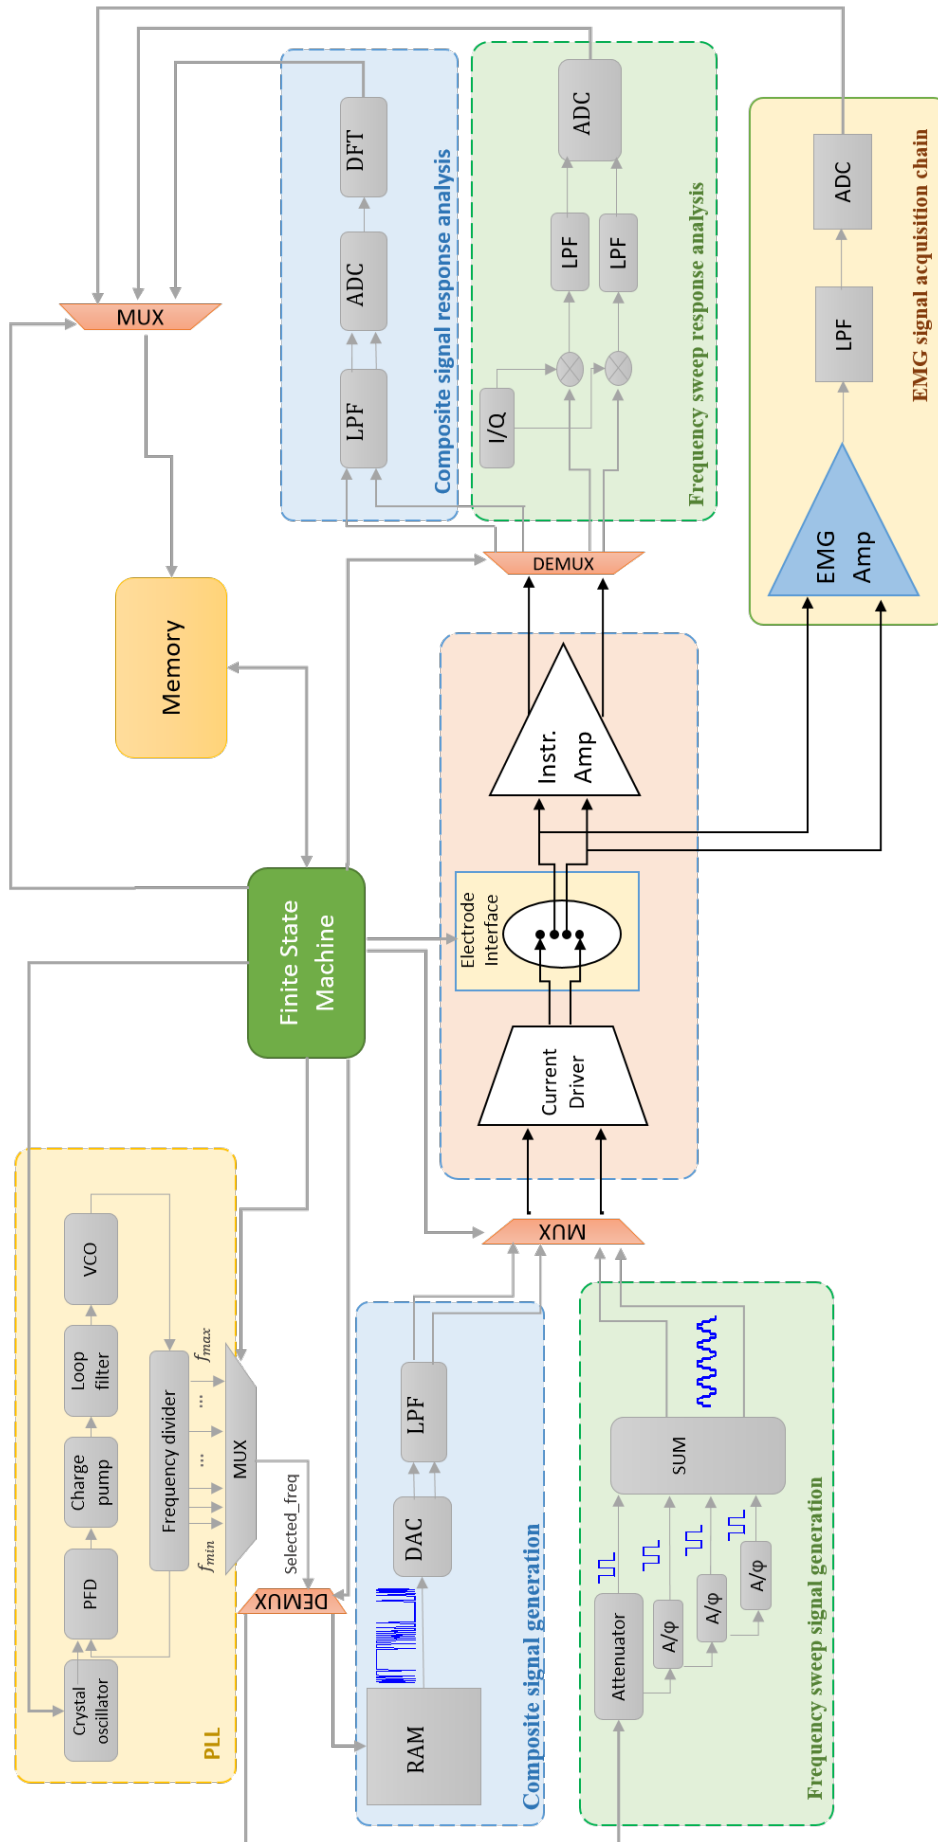 PLL
Crystal
oscillator
PFD
Charge
pump
Loop
filter
VCO
Frequency divider
fmin
...
...
fmax
MUX
Selected_freq
DEMUX
Composite signal generation
RAM
DAC
LPF
Frequency sweep signal generation
Attenuator
A/φ
A/φ
A/φ
SUM
MUX
Finite State
Machine
Memory
MUX
Current
Driver
Electrode
Interface
Instr.
Amp
DEMUX
Composite signal response analysis
LPF
ADC
DFT
Frequency sweep response analysis
I/Q
LPF
LPF
ADC
EMG signal acquisition chain
EMG
Amp
LPF
ADC